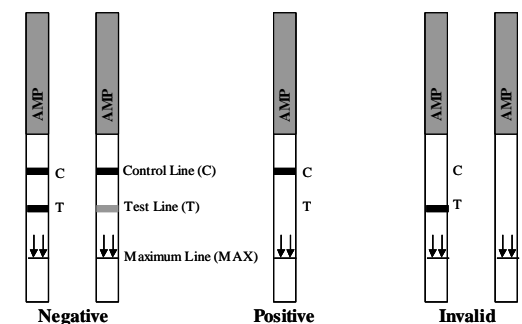 AMP AMP AMP AMP AMP
C Control Line (C) C C
T Test Line (T) T T
Maximum Line (MAX)
Negative Positive Invalid